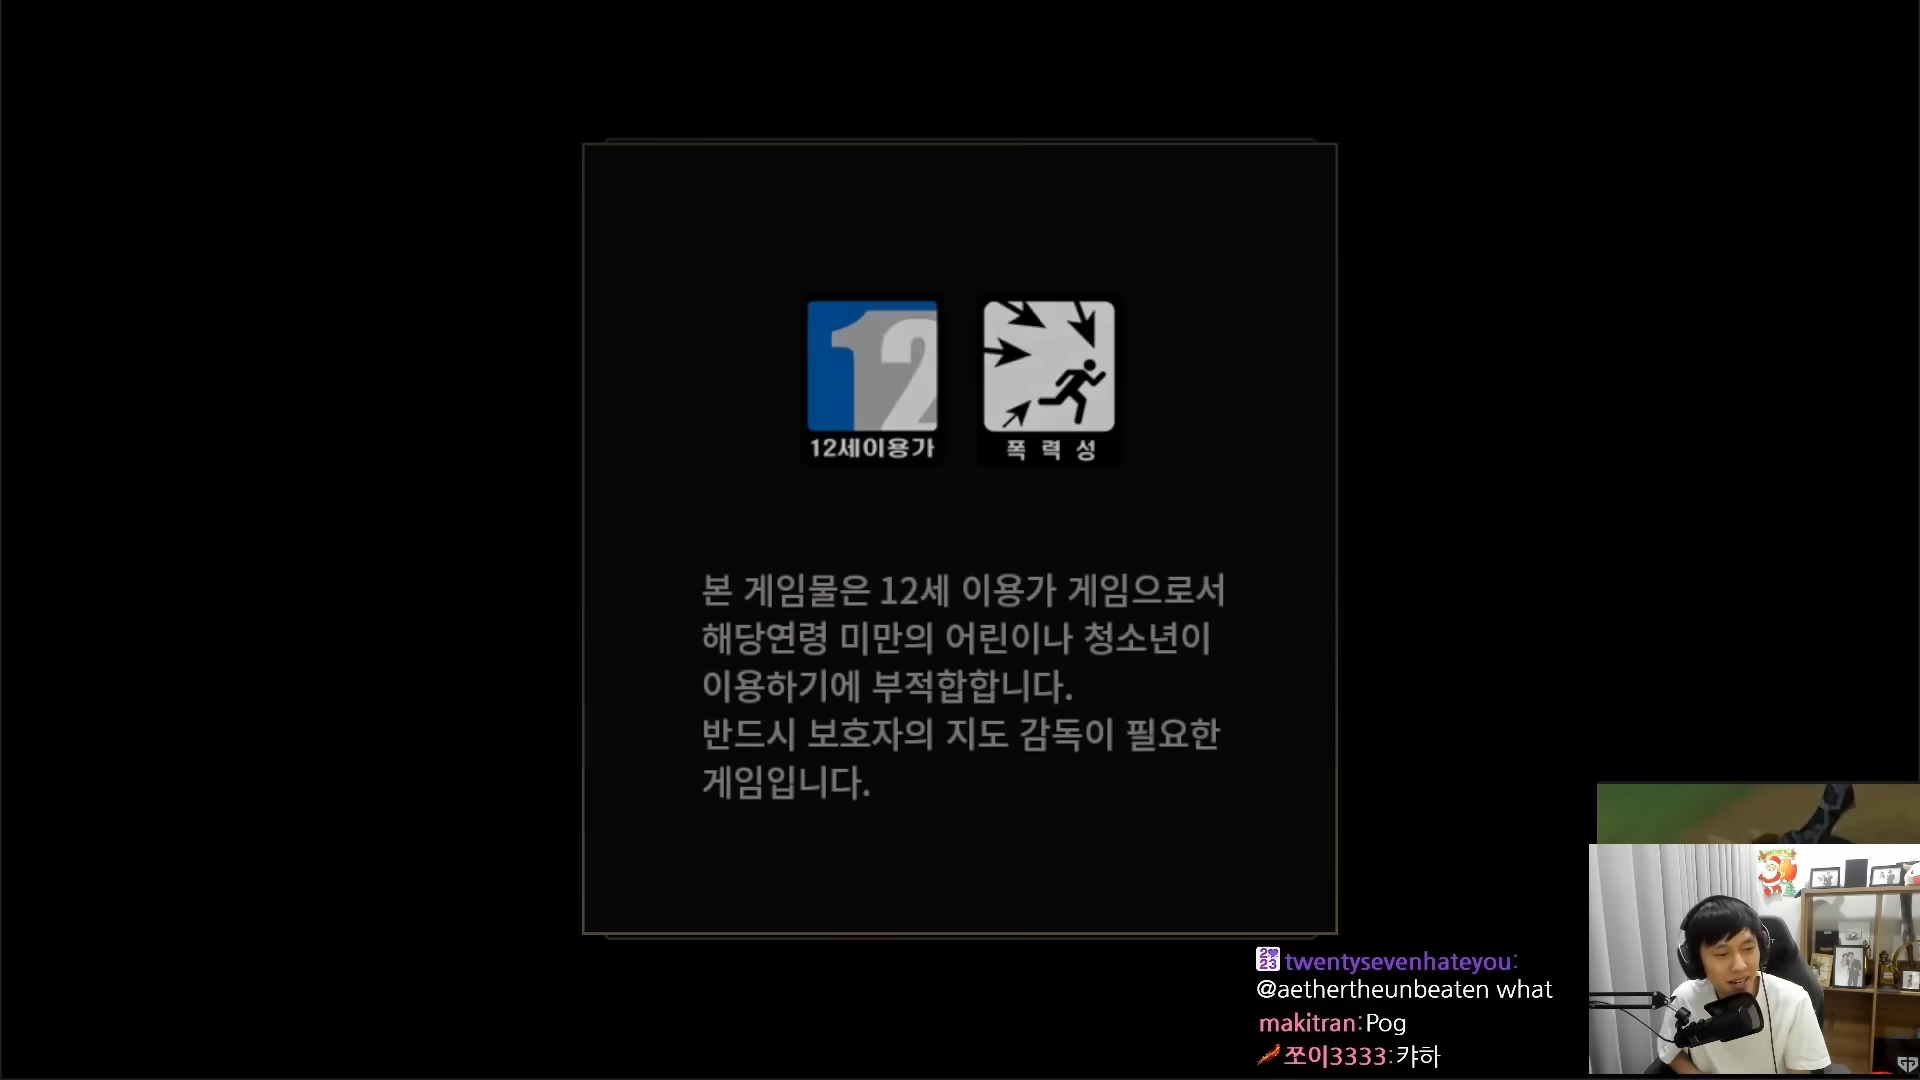 12세이용가
폭력성
본 게임물은 12세 이용가 게임으로서
해당연령 미만의 어린이나 청소년이
이용하기에 부적합합니다.
반드시 보호자의 지도 감독이 필요한
게임입니다.
twentysevenhateyou:
@aethertheunbeaten what
makitran: Pog
쪼이3333: 캬하